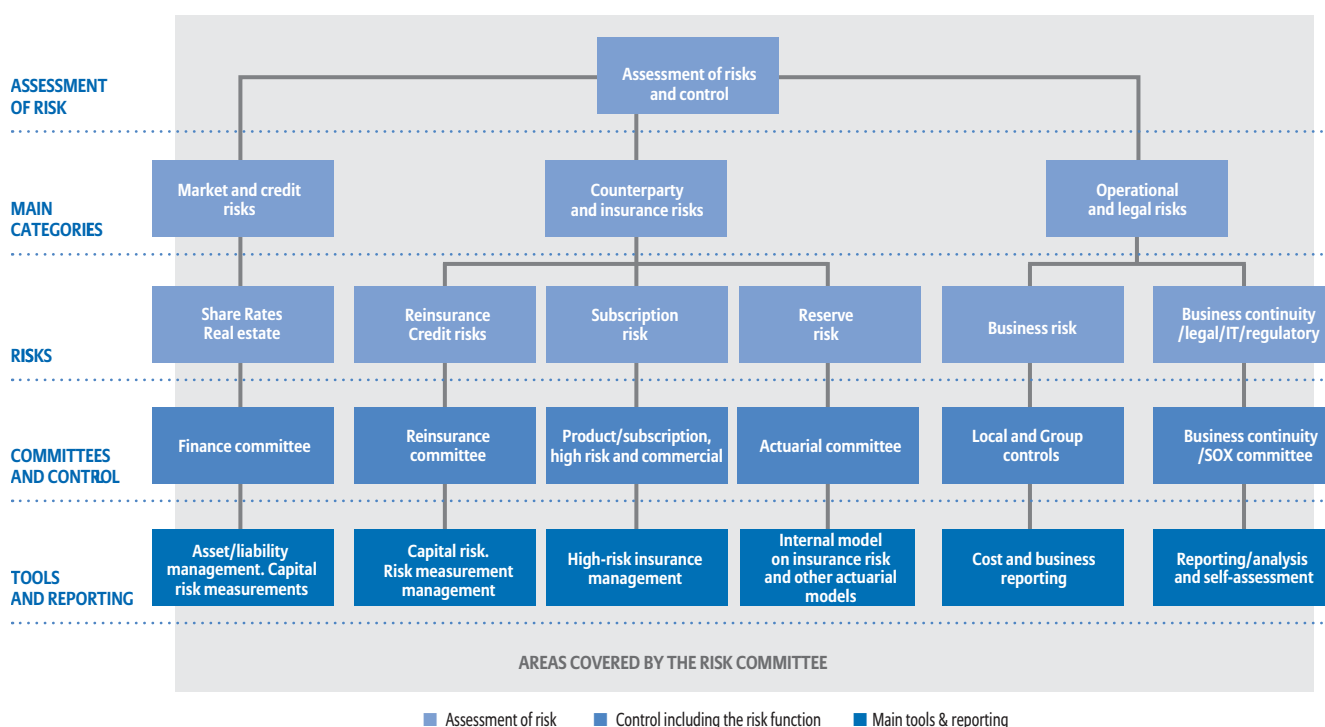 Assessment of risks
and control
ASSESSMENT
OF RISK
Market and credit
risks
Counterparty
and insurance risks
Operational
and legal risks
MAIN
CATEGORIES
Share Rates
Real estate
Reinsurance
Credit risks
Subscription
risk
Reserve
risk
Business risk
Business continuity
/legal/IT/regulatory
RISKS
Finance committee
Reinsurance
committee
Product/subscription,
high risk and commercial
Actuarial committee
Local and Group
controls
Business continuity
/SOX committee
COMMITTEES
AND CONTROL
Asset/liability
management. Capital
risk measurements
Capital risk.
Risk measurement
management
High-risk insurance
management
Internal model
on insurance risk
and other actuarial
models
Cost and business
reporting
Reporting/analysis
and self-assessment
TOOLS
AND REPORTING
AREAS COVERED BY THE RISK COMMITTEE
Assessment of risk
Control including the risk function
Main tools & reporting